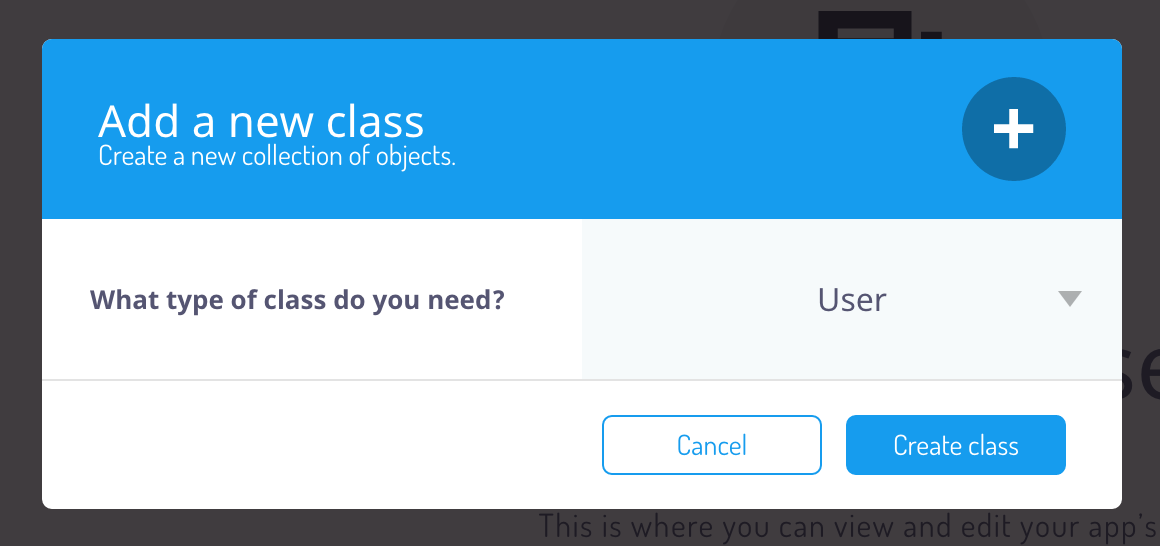 Add a new class
Create a new collection of objects.
What type of class do you need?
User
Cancel
Create class
This is where you can view and edit your app's